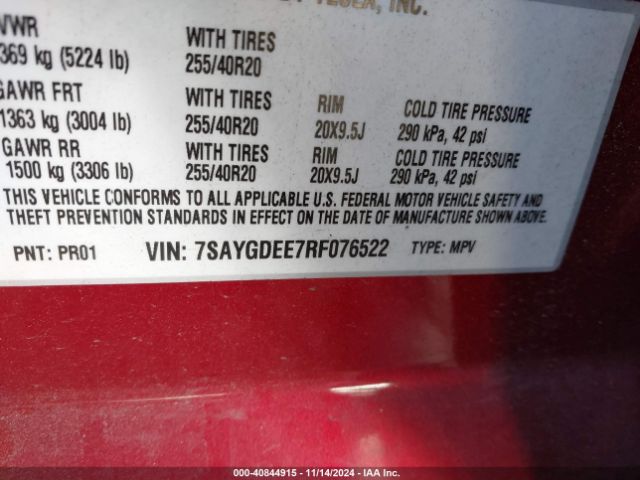 TESLA, INC.
VWR WITH TIRES
369 kg (5224 lb) 255/40R20
GAWR FRT WITH TIRES RIM COLD TIRE PRESSURE
1363 kg (3004 lb) 255/40R20 20X9.5J 290 kPa, 42 psi
GAWR RR WITH TIRES RIM COLD TIRE PRESSURE
1500 kg (3306 lb) 255/40R20 20X9.5J 290 kPa, 42 psi
THIS VEHICLE CONFORMS TO ALL APPLICABLE U.S. FEDERAL MOTOR VEHICLE SAFETY AND
THEFT PREVENTION STANDARDS IN EFFECT ON THE DATE OF MANUFACTURE SHOWN ABOVE.
PNT: PR01 VIN: 7SAYGDEE7RF076522 TYPE: MPV
000-40844915 | 11/14/2024 | IAA Inc.